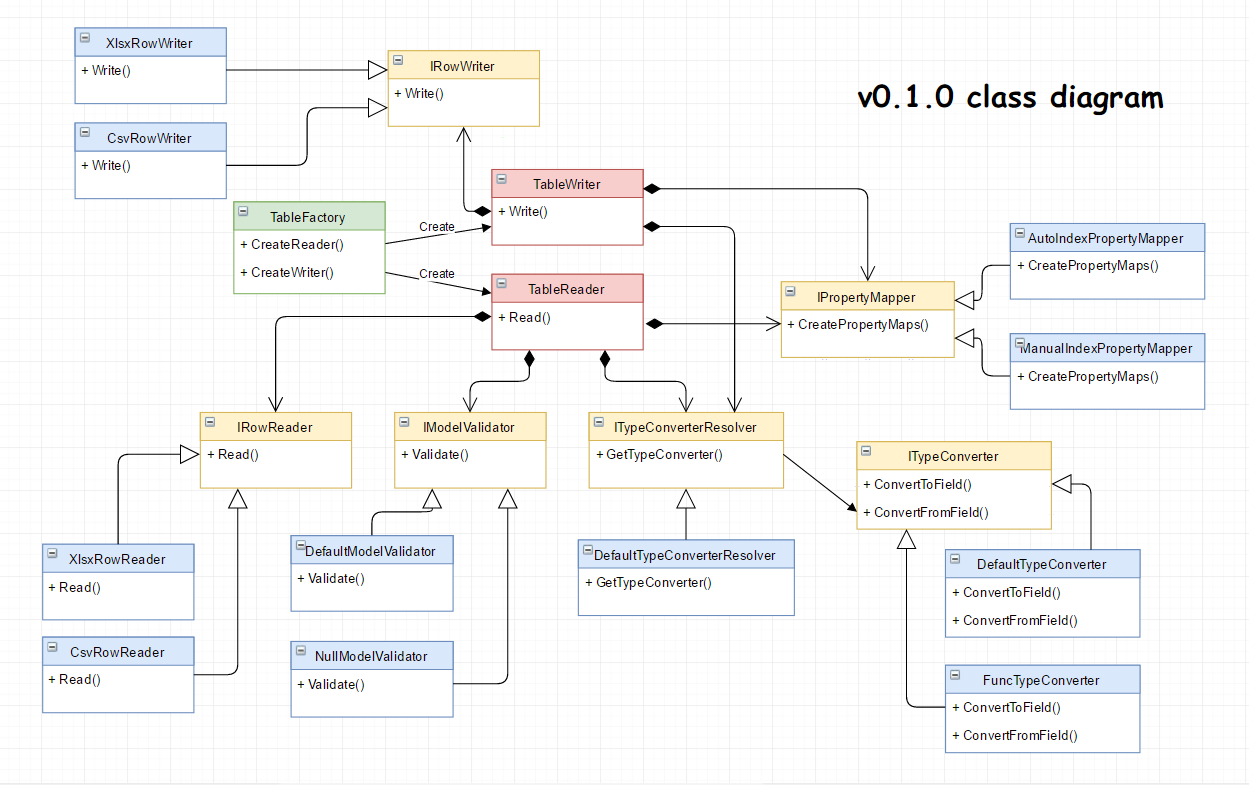 XlsxRowWriter
+ Write()
IRowWriter
+ Write()
v0.1.0 class diagram
CsvRowWriter
+ Write()
TableWriter
+ Write()
TableFactory
+ CreateReader()
+ CreateWriter()
Create
Create
TableReader
+ Read()
AutoIndexPropertyMapper
+ CreatePropertyMaps()
IPropertyMapper
+ CreatePropertyMaps()
ManualIndexPropertyMapper
+ CreatePropertyMaps()
IRowReader
+ Read()
IModelValidator
+ Validate()
ITypeConverterResolver
+ GetTypeConverter()
ITypeConverter
+ ConvertToField()
+ ConvertFromField()
XlsxRowReader
+ Read()
DefaultModelValidator
+ Validate()
DefaultTypeConverterResolver
+ GetTypeConverter()
DefaultTypeConverter
+ ConvertToField()
+ ConvertFromField()
CsvRowReader
+ Read()
NullModelValidator
+ Validate()
FuncTypeConverter
+ ConvertToField()
+ ConvertFromField()